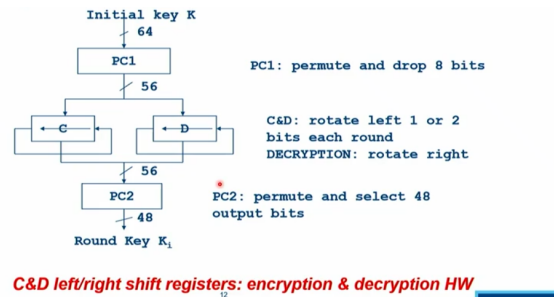 Initial key K
64
PC1
PC1: permute and drop 8 bits
56
C
D
C&D: rotate left 1 or 2
bits each round
DECRYPTION: rotate right
56
PC2
PC2: permute and select 48
output bits
48
Round Key Ki
C&D left/right shift registers: encryption & decryption HW
12